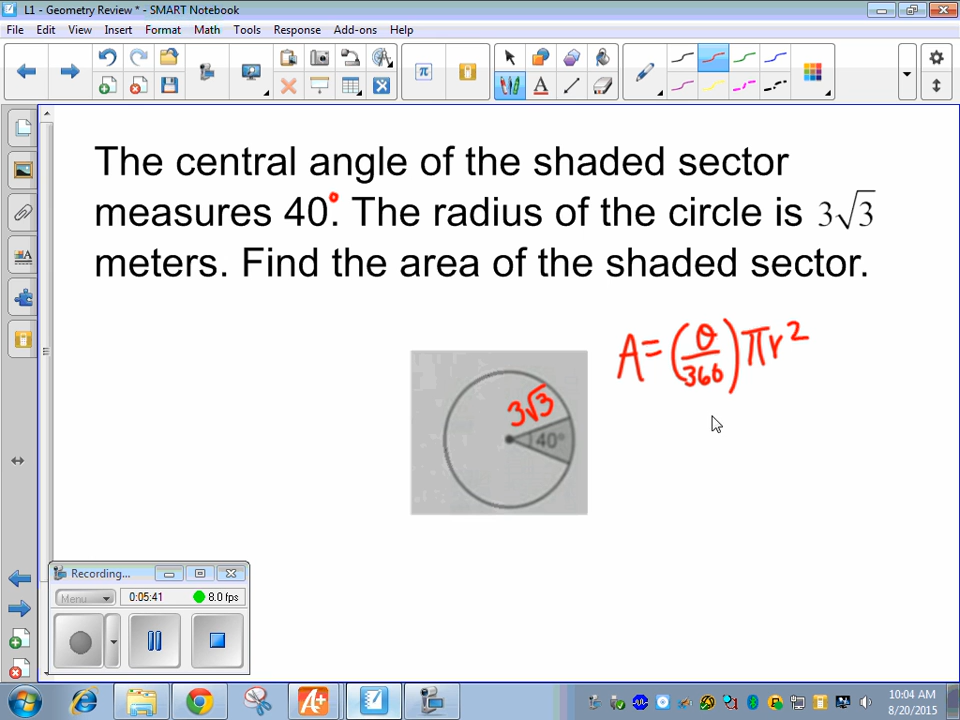 L1 - Geometry Review * - SMART Notebook
File Edit View Insert Format Math Tools Response Add-ons Help
π
A
The central angle of the shaded sector
measures 40°. The radius of the circle is 3√3
meters. Find the area of the shaded sector.
A=(θ/360)πr²
3√3
40°
Recording...
Menu
0:05:41
8.0 fps
A+
10:04 AM
8/20/2015